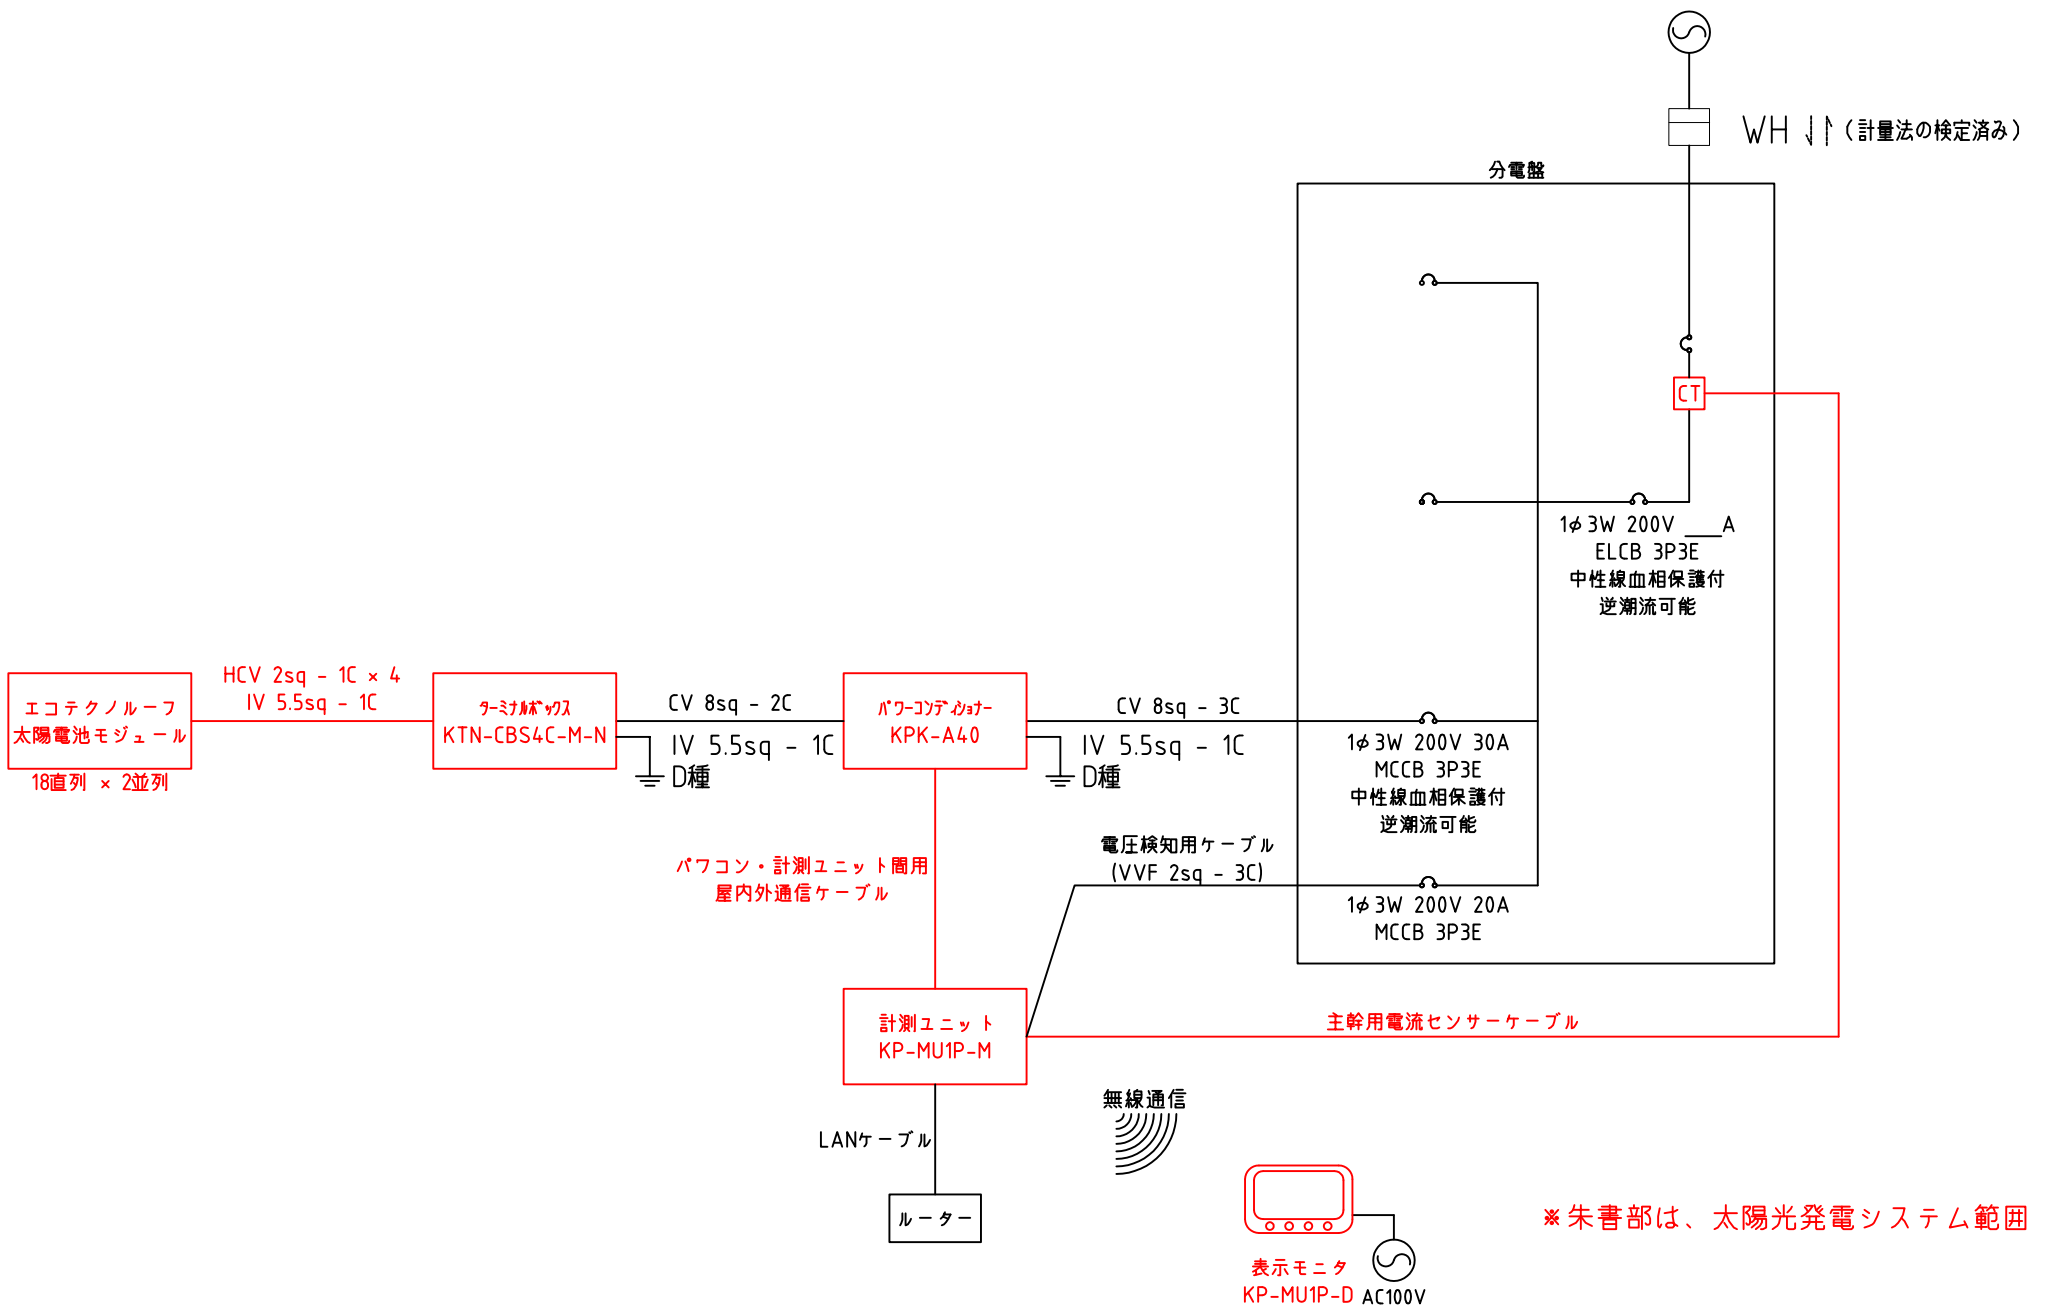 WH ⇃↾ (計量法の検定済み)
分電盤
CT
1φ3W 200V ___A
ELCB 3P3E
中性線血相保護付
逆潮流可能
HCV 2sq - 1C × 4
IV 5.5sq - 1C
エコテクノルーフ
太陽電池モジュール
18直列 × 2並列
ﾀｰﾐﾅﾙﾎﾞｯｸｽ
KTN-CBS4C-M-N
CV 8sq - 2C
IV 5.5sq - 1C
D種
ﾊﾟﾜｰｺﾝﾃﾞｨｼｮﾅｰ
KPK-A40
CV 8sq - 3C
IV 5.5sq - 1C
D種
1φ3W 200V 30A
MCCB 3P3E
中性線血相保護付
逆潮流可能
電圧検知用ケーブル
(VVF 2sq - 3C)
1φ3W 200V 20A
MCCB 3P3E
パワコン・計測ユニット間用
屋内外通信ケーブル
計測ユニット
KP-MU1P-M
主幹用電流センサーケーブル
無線通信
LANケーブル
ルーター
表示モニタ
KP-MU1P-D
AC100V
※朱書部は、太陽光発電システム範囲